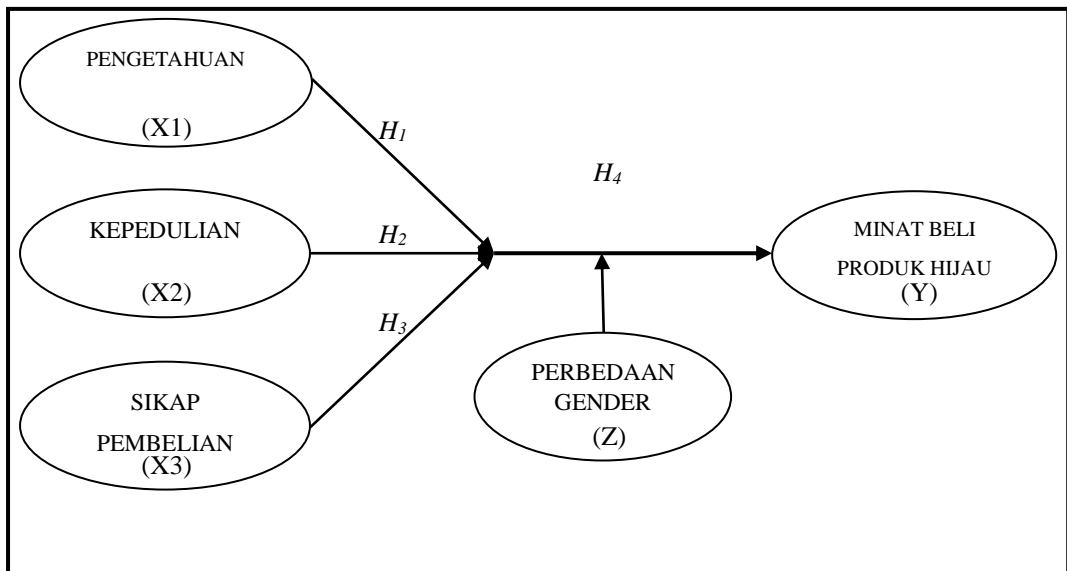 PENGETAHUAN
(X1)
H1
H4
KEPEDULIAN
(X2)
H2
MINAT BELI
PRODUK HIJAU
(Y)
H3
SIKAP
PEMBELIAN
(X3)
PERBEDAAN
GENDER
(Z)